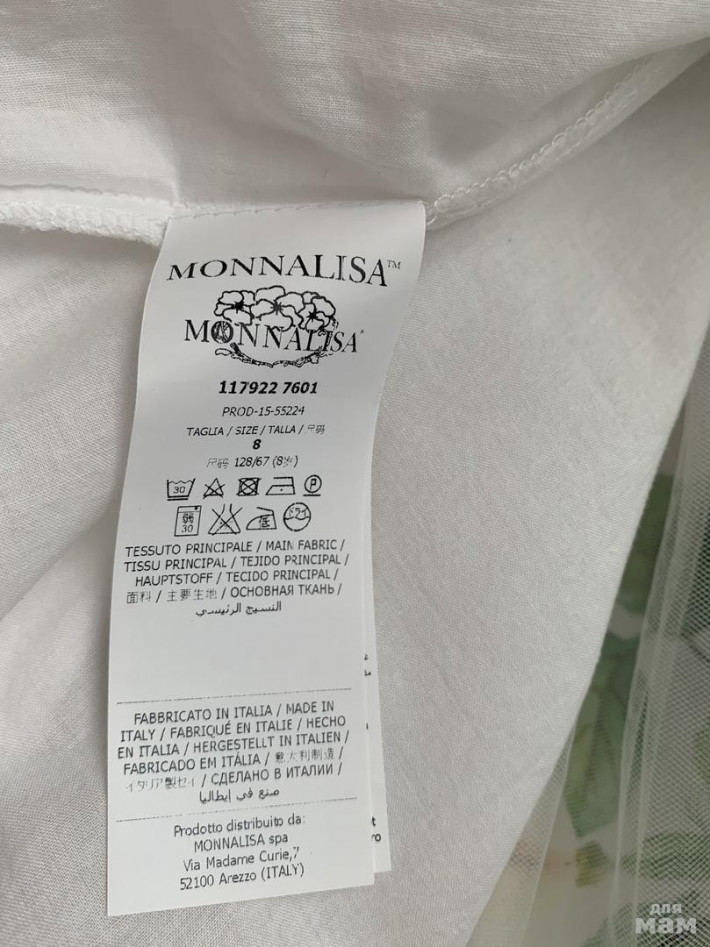 MONNALISA™
MONNALISA®
117922 7601
PROD-15-55224
TAGLIA / SIZE / TALLA / 尺码
8
尺码 128/67 (8岁)
30
30
TESSUTO PRINCIPALE / MAIN FABRIC /
TISSU PRINCIPAL / TEJIDO PRINCIPAL /
HAUPTSTOFF / TECIDO PRINCIPAL /
面料 / 主要生地 / ОСНОВНАЯ ТКАНЬ /
النسيج الرئيسي
FABBRICATO IN ITALIA / MADE IN
ITALY / FABRIQUÉ EN ITALIE / HECHO
EN ITALIA / HERGESTELLT IN ITALIEN /
FABRICADO EM ITÁLIA / 意大利制造 /
イタリア製セイ / СДЕЛАНО В ИТАЛИИ /
صنع في إيطاليا
Prodotto distribuito da:
MONNALISA spa
Via Madame Curie,7
52100 Arezzo (ITALY)
для
мам